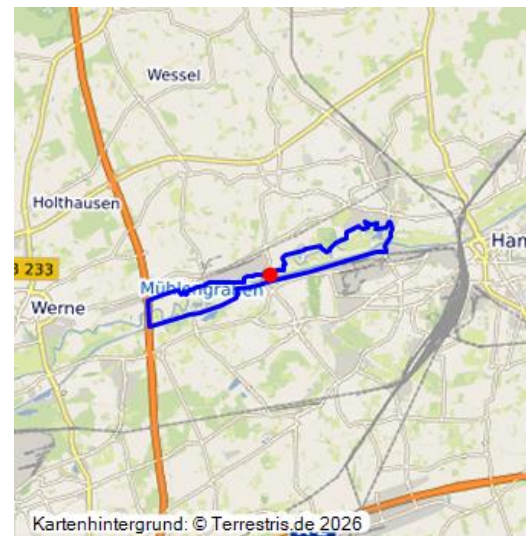 Wessel
Holthausen
B 233
Mühlengraben
Werne
Ham
Kartenhintergrund: © Terrestris.de 2026